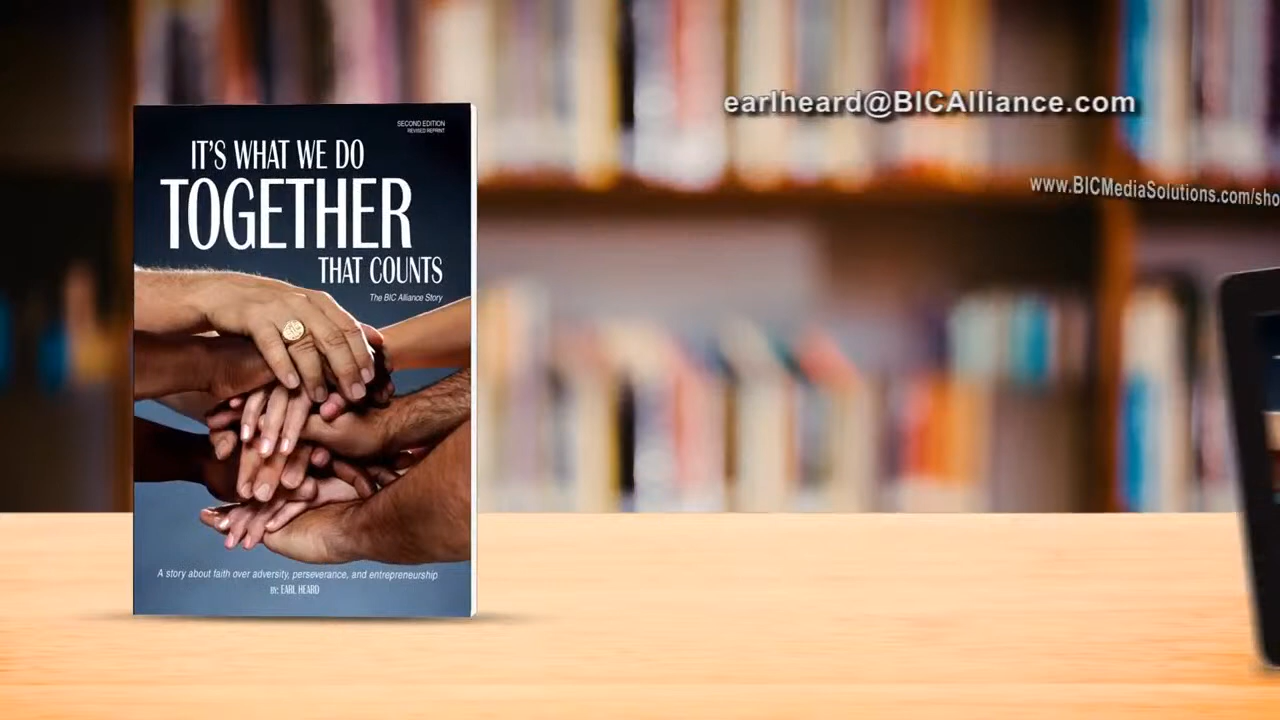 SECOND EDITION
REVISED REPRINT
IT'S WHAT WE DO
TOGETHER
THAT COUNTS
The BIC Alliance Story
A story about faith over adversity, perseverance, and entrepreneurship
BY: EARL HEARD
earlheard@BICAlliance.com
www.BICMediaSolutions.com/sho